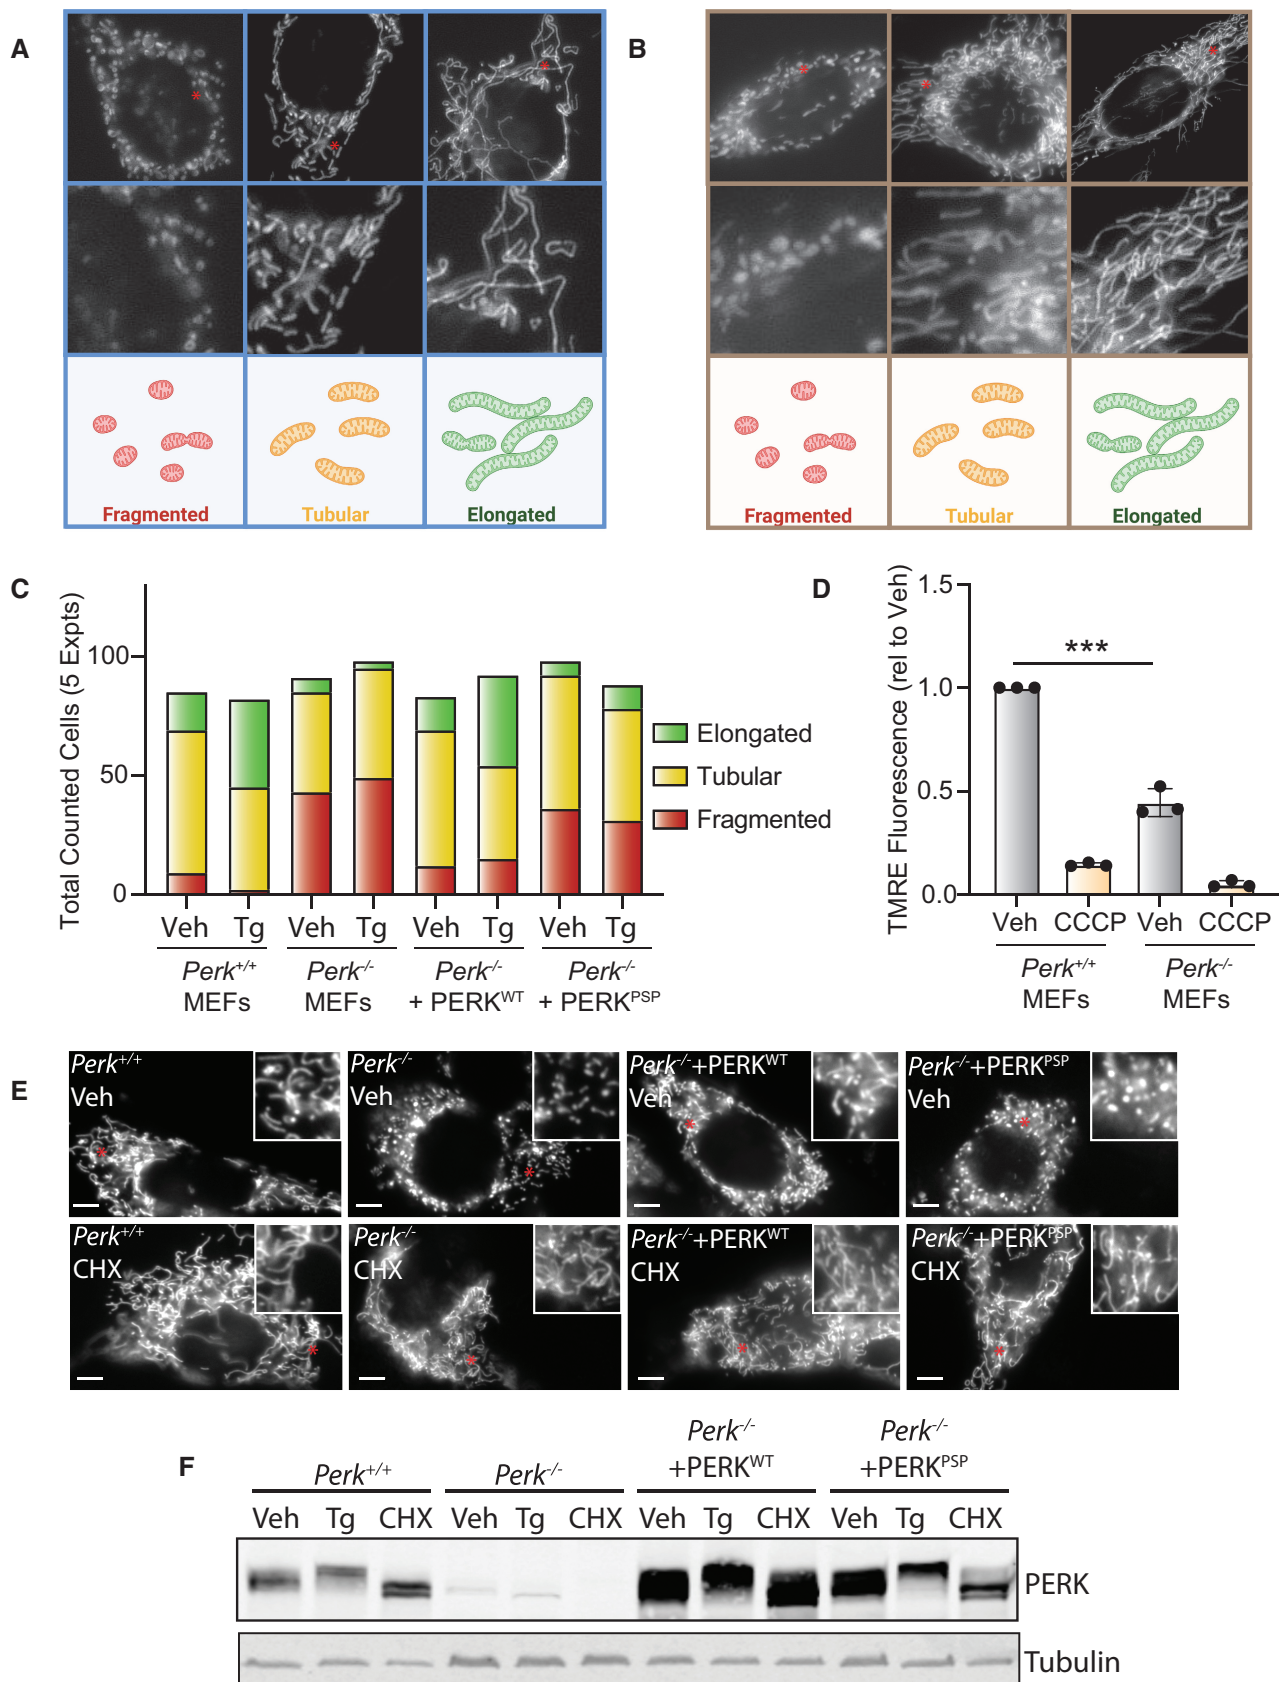 A
B
Fragmented
Tubular
Elongated
Fragmented
Tubular
Elongated
C
Total Counted Cells (5 Expts)
100
50
0
Veh
Tg
Veh
Tg
Veh
Tg
Veh
Tg
Perk+/+
MEFs
Perk-/-
MEFs
Perk-/-
+ PERKWT
Perk-/-
+ PERKPSP
Elongated
Tubular
Fragmented
D
TMRE Fluorescence (rel to Veh)
1.5
1.0
0.5
0.0
***
Veh
CCCP
Veh
CCCP
Perk+/+
MEFs
Perk-/-
MEFs
E
Perk+/+
Veh
Perk-/-
Veh
Perk-/-+PERKWT
Veh
Perk-/-+PERKPSP
Veh
Perk+/+
CHX
Perk-/-
CHX
Perk-/-+PERKWT
CHX
Perk-/-+PERKPSP
CHX
F
Perk+/+
Perk-/-
Perk-/-
+PERKWT
Perk-/-
+PERKPSP
Veh Tg CHX Veh Tg CHX Veh Tg CHX Veh Tg CHX
PERK
Tubulin